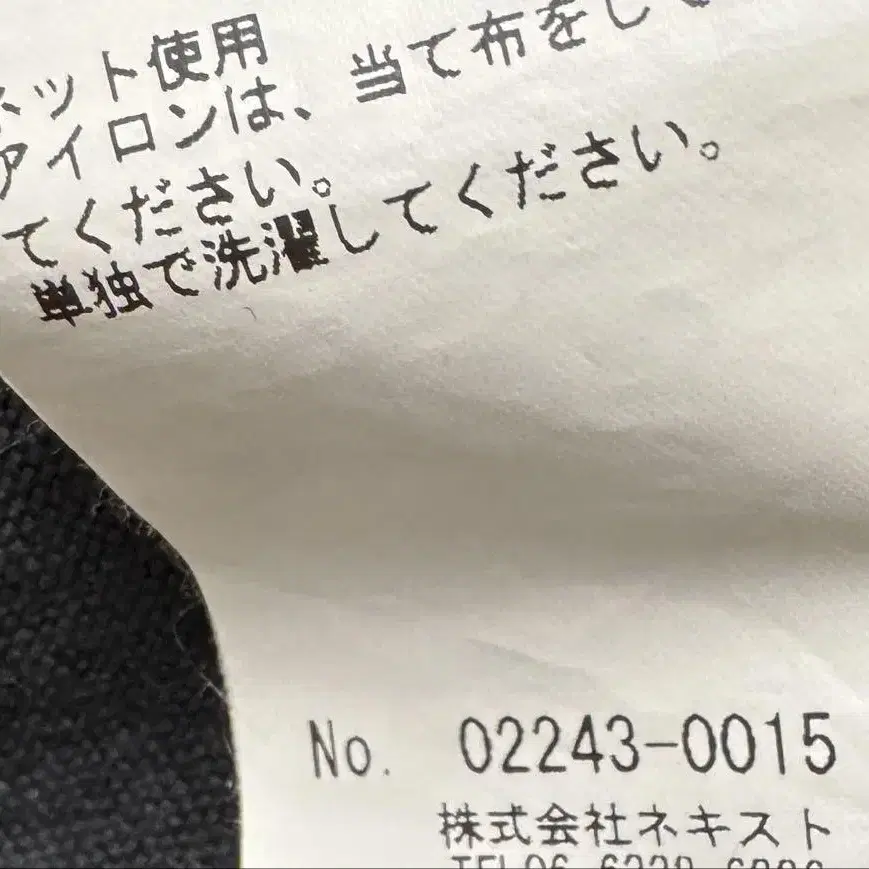 ネット使用
アイロンは、当て布をして
てください。
単独で洗濯してください。
No. 02243-0015
株式会社ネキスト